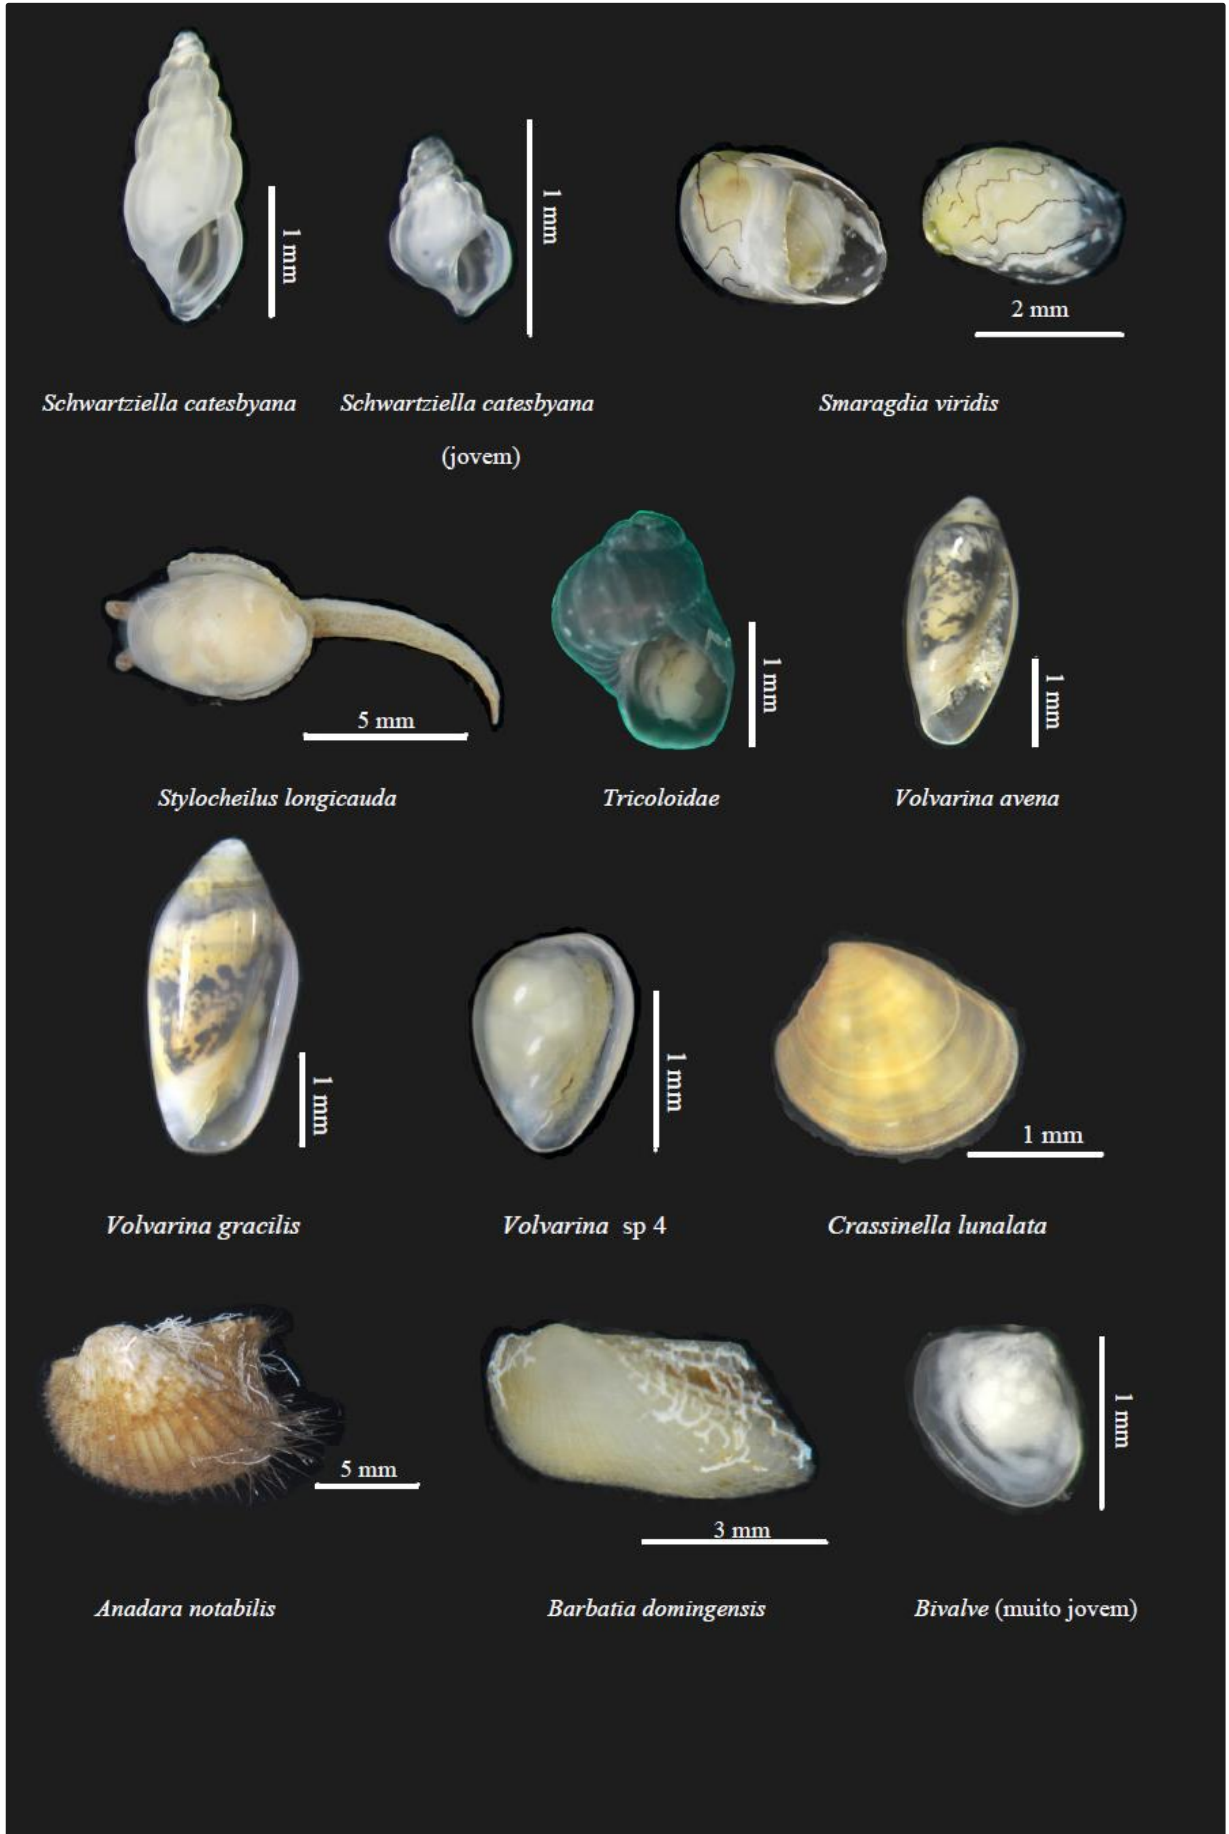 1 mm
1 mm
2 mm
Schwartziella catesbyana
Schwartziella catesbyana
(jovem)
Smaragdia viridis
5 mm
1 mm
1 mm
Stylocheilus longicauda
Tricoloidae
Volvarina avena
1 mm
1 mm
1 mm
Volvarina gracilis
Volvarina sp 4
Crassinella lunalata
5 mm
3 mm
1 mm
Anadara notabilis
Barbatia domingensis
Bivalve (muito jovem)